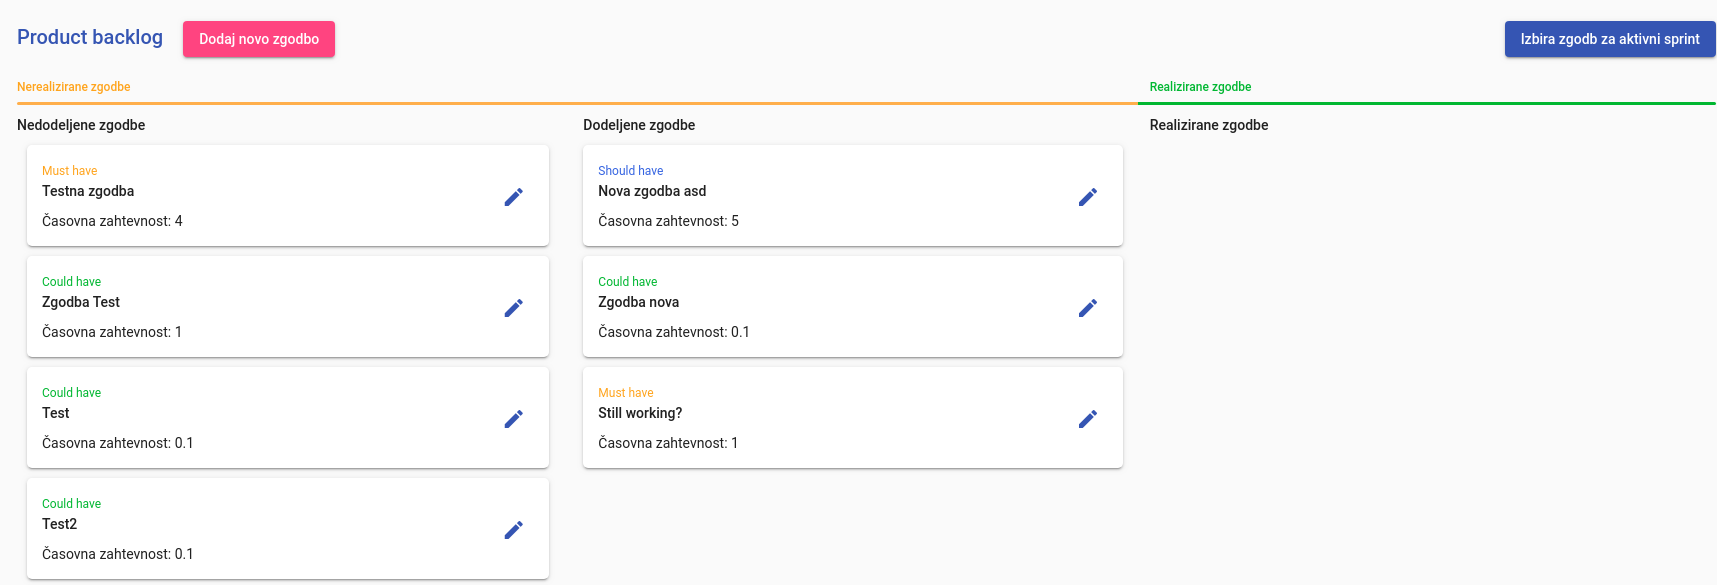 Product backlog
Dodaj novo zgodbo
Izbira zgodb za aktivni sprint
Nerealizirane zgodbe
Realizirane zgodbe
Nedodeljene zgodbe
Must have
Testna zgodba
Časovna zahtevnost: 4
Could have
Zgodba Test
Časovna zahtevnost: 1
Could have
Test
Časovna zahtevnost: 0.1
Could have
Test2
Časovna zahtevnost: 0.1
Dodeljene zgodbe
Should have
Nova zgodba asd
Časovna zahtevnost: 5
Could have
Zgodba nova
Časovna zahtevnost: 0.1
Must have
Still working?
Časovna zahtevnost: 1
Realizirane zgodbe